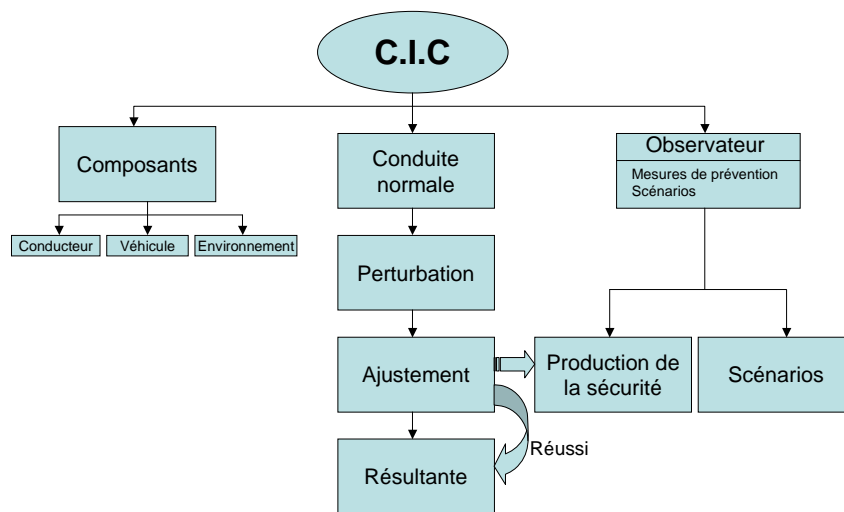 C.I.C
Composants
Conducteur
Véhicule
Environnement
Conduite
normale
Perturbation
Ajustement
Résultante
Réussi
Observateur
Mesures de prévention
Scénarios
Production de
la sécurité
Scénarios